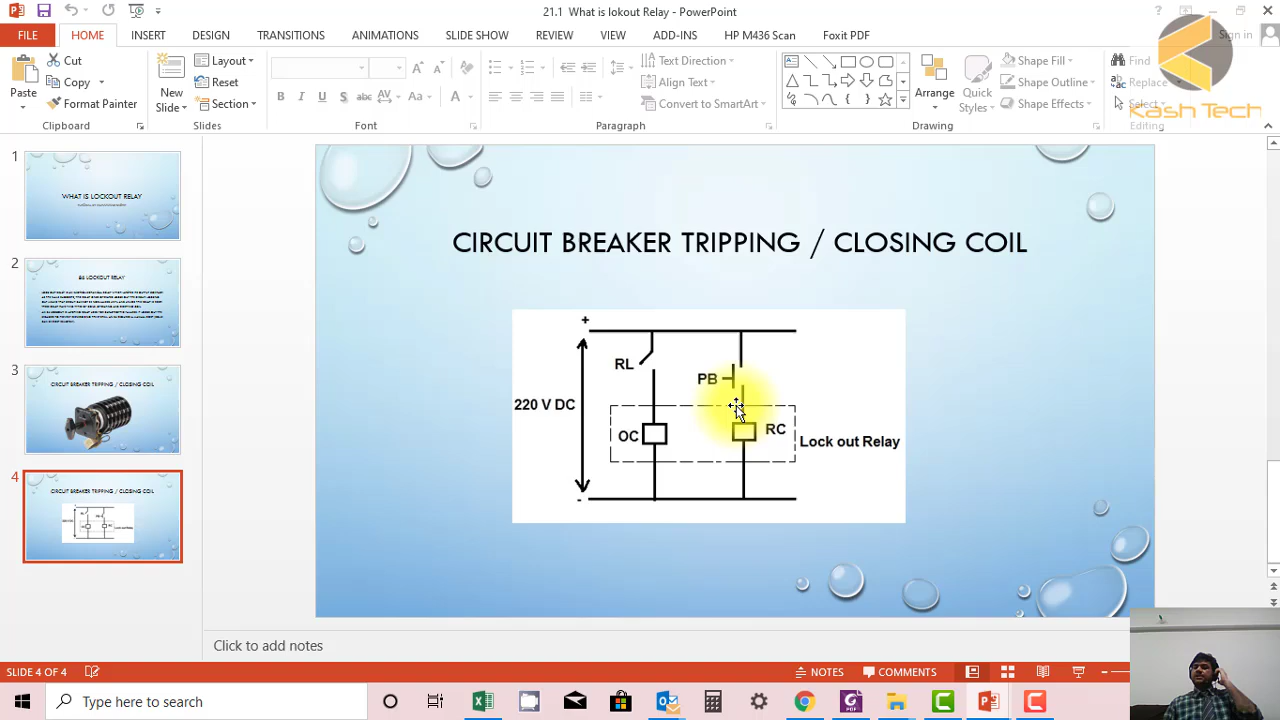 21.1 What is lokout Relay - PowerPoint
Sign in
FILE HOME INSERT DESIGN TRANSITIONS ANIMATIONS SLIDE SHOW REVIEW VIEW ADD-INS HP M436 Scan Foxit PDF
Paste
Cut
Copy
Format Painter
New Slide
Layout
Reset
Section
Text Direction
Align Text
Convert to SmartArt
Arrange
Quick Styles
Shape Fill
Shape Outline
Shape Effects
Find
Replace
Select
Kash Tech
Clipboard Slides Font Paragraph Drawing Editing
1
WHAT IS LOCKOUT RELAY
2
86 LOCKOUT RELAY
3
CIRCUIT BREAKER TRIPPING / CLOSING COIL
4
CIRCUIT BREAKER TRIPPING / CLOSING COIL
CIRCUIT BREAKER TRIPPING / CLOSING COIL
+
RL
PB
220 V DC
OC
RC
Lock out Relay
-
Click to add notes
SLIDE 4 OF 4
NOTES COMMENTS
Type here to search